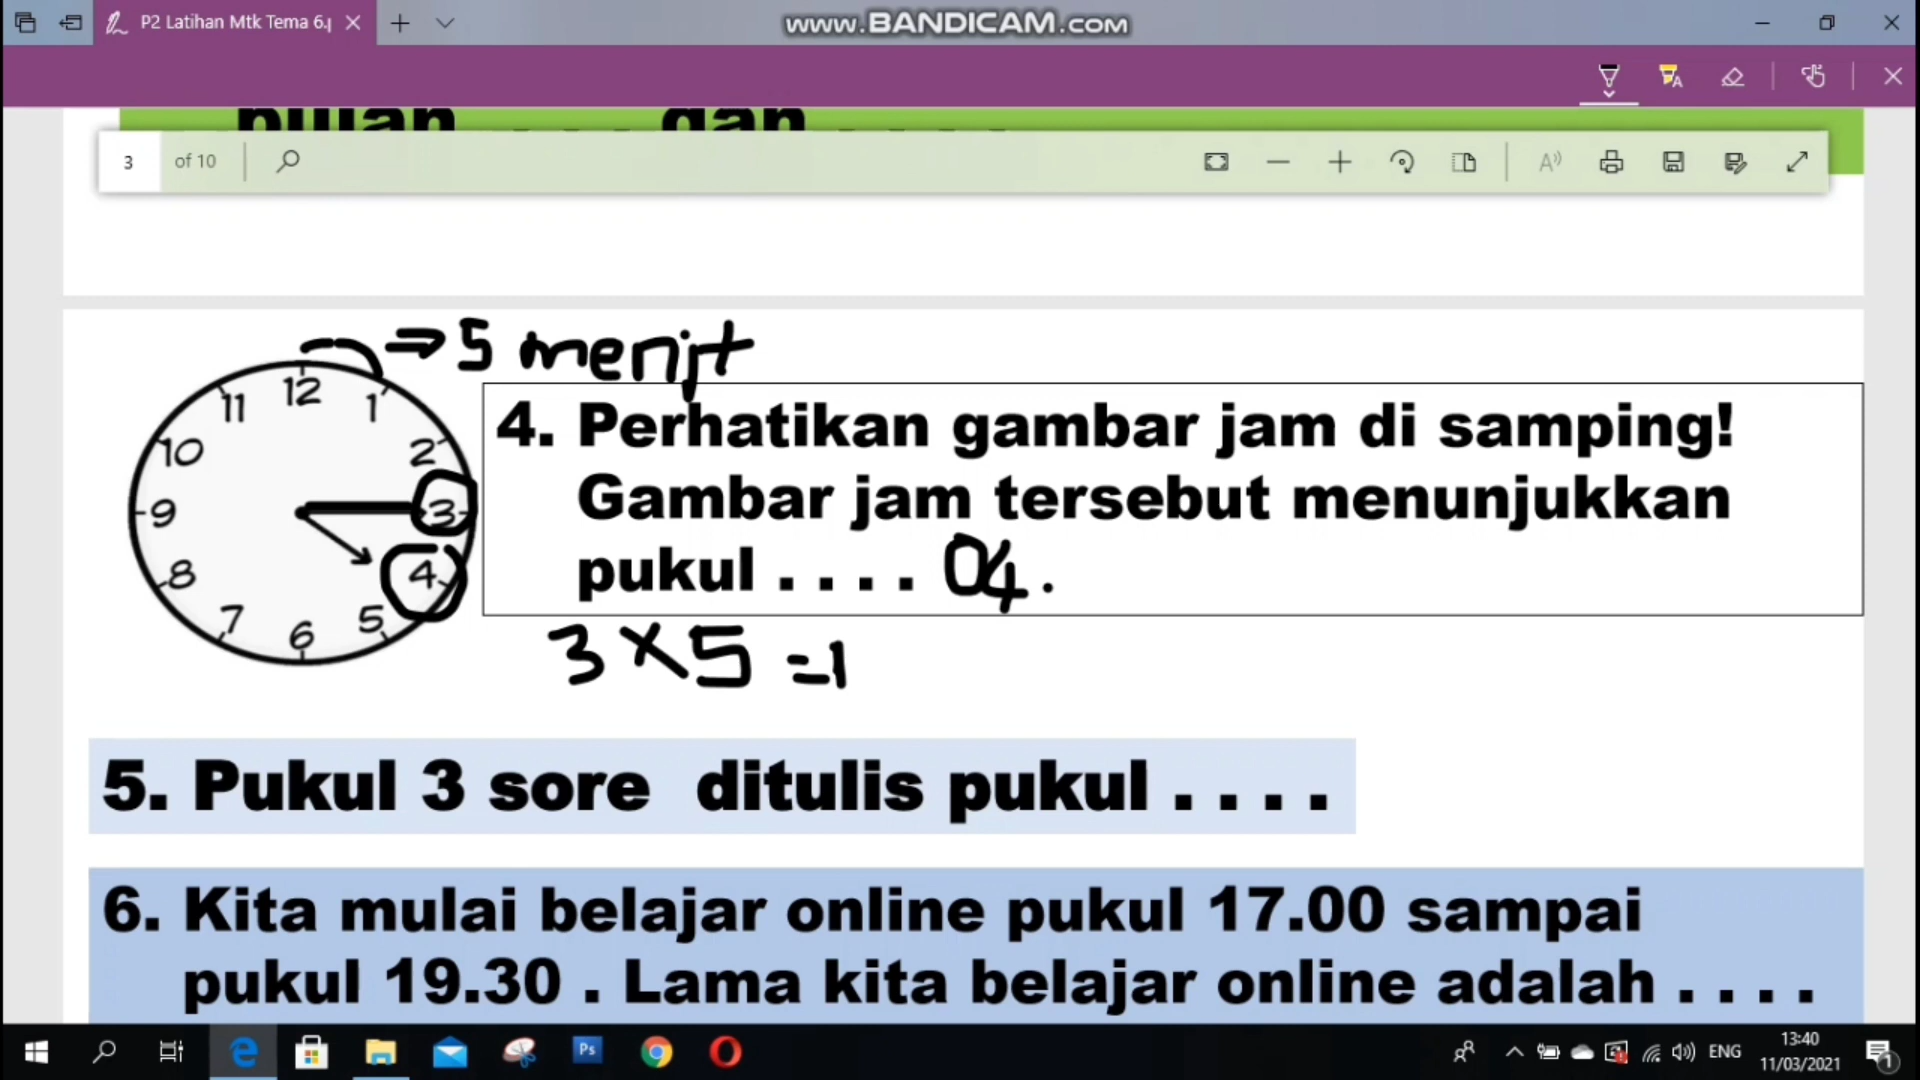 P2 Latihan Mtk Tema 6.p
www.BANDICAM.com
3 of 10
⇒ 5 menit
12
11 1
10 2
9 3
8 4
7 5
6
4. Perhatikan gambar jam di samping!
Gambar jam tersebut menunjukkan
pukul . . . . 04.
3 × 5 = 1
5. Pukul 3 sore ditulis pukul . . . .
6. Kita mulai belajar online pukul 17.00 sampai
pukul 19.30 . Lama kita belajar online adalah . . . .
Ps
ENG
13:40
11/03/2021
1